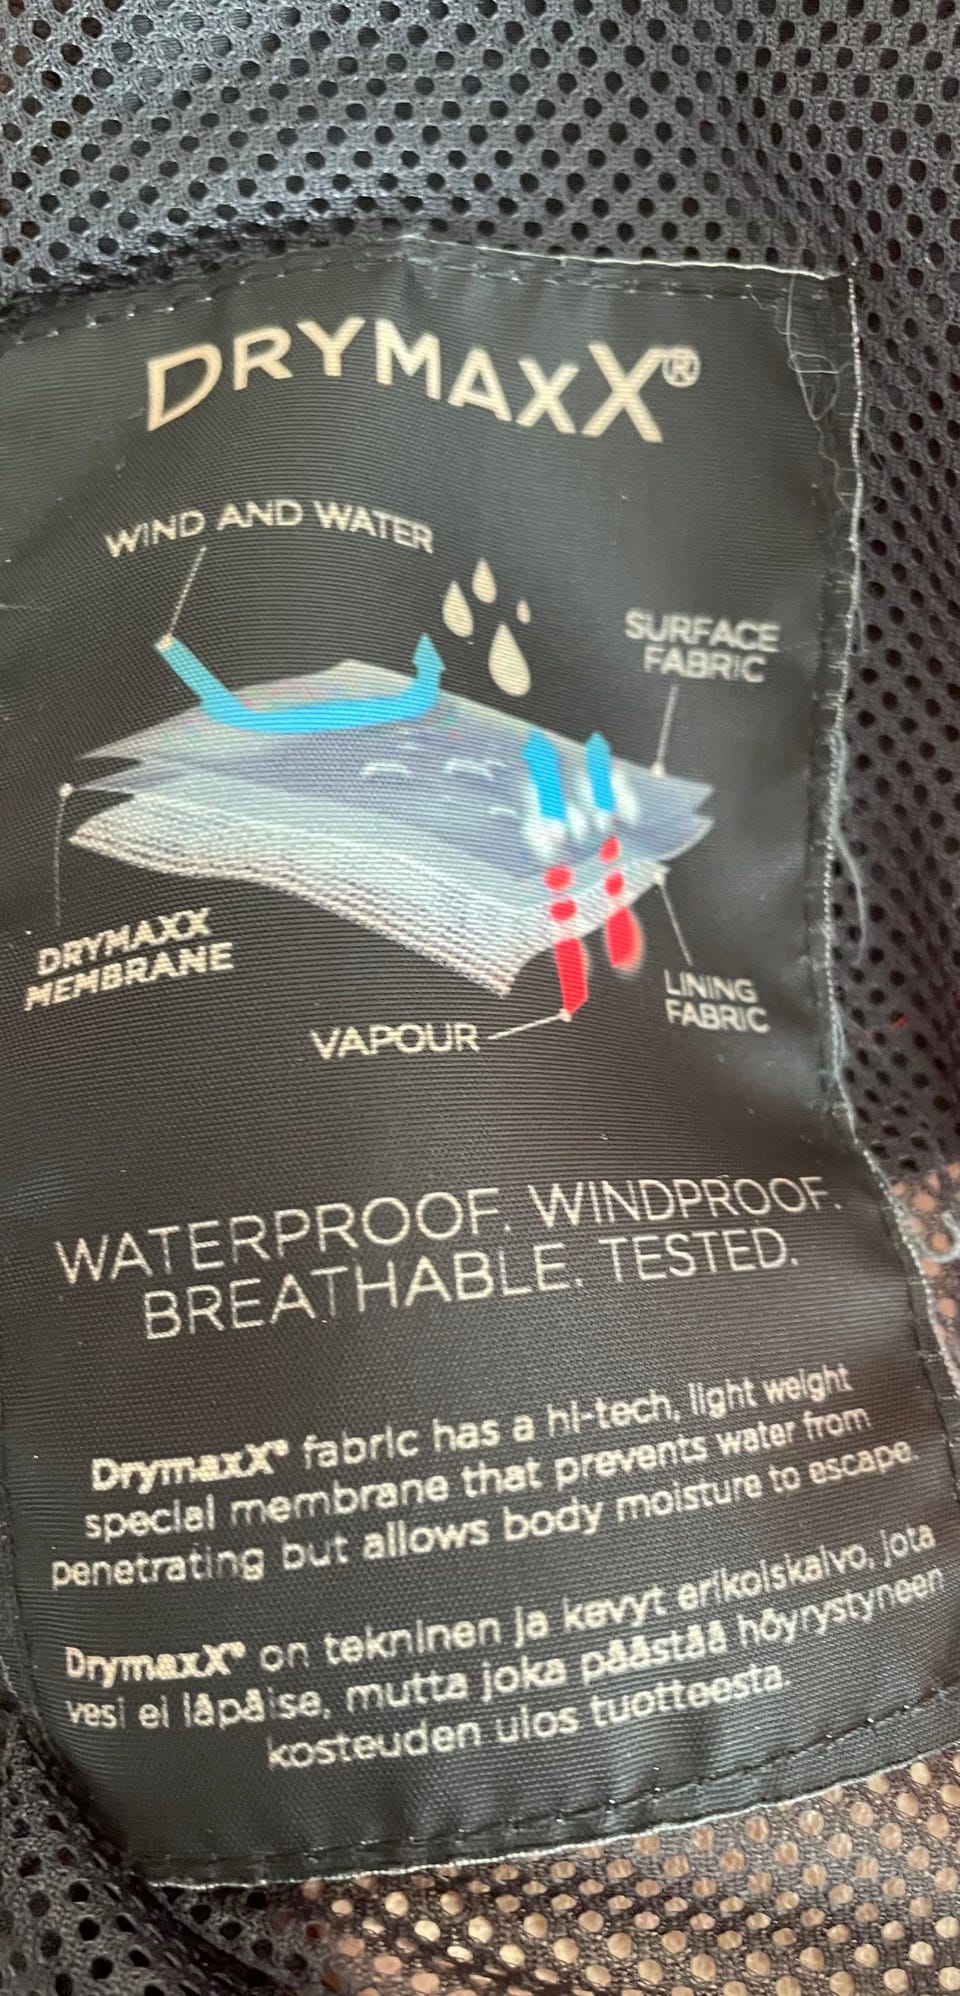 DRYMAXX®
WIND AND WATER
SURFACE
FABRIC
DRYMAXX
MEMBRANE
LINING
FABRIC
VAPOUR
WATERPROOF. WINDPROOF.
BREATHABLE. TESTED.
DrymaxX® fabric has a hi-tech, light weight
special membrane that prevents water from
penetrating but allows body moisture to escape.
DrymaxX® on tekninen ja kevyt erikoiskalvo, jota
vesi ei läpäise, mutta joka päästää höyrystyneen
kosteuden ulos tuotteesta.